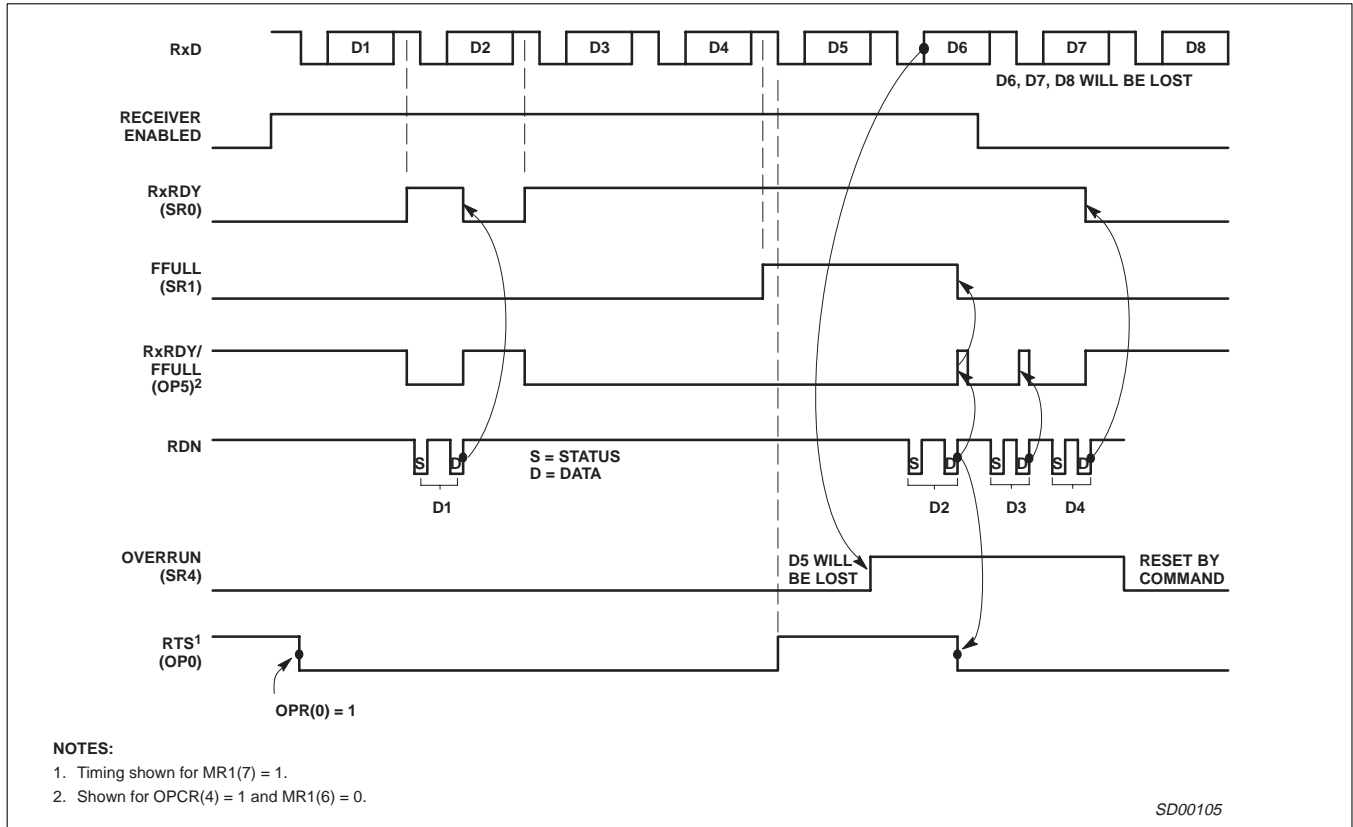 RxD D1 D2 D3 D4 D5 D6 D7 D8
D6, D7, D8 WILL BE LOST
RECEIVER
ENABLED
RxRDY
(SR0)
FFULL
(SR1)
RxRDY/
FFULL
(OP5)2
RDN
S D S D S D S D
S = STATUS
D = DATA
D1 D2 D3 D4
OVERRUN
(SR4)
D5 WILL
BE LOST
RESET BY
COMMAND
RTS1
(OP0)
OPR(0) = 1
NOTES:
1. Timing shown for MR1(7) = 1.
2. Shown for OPCR(4) = 1 and MR1(6) = 0.
SD00105